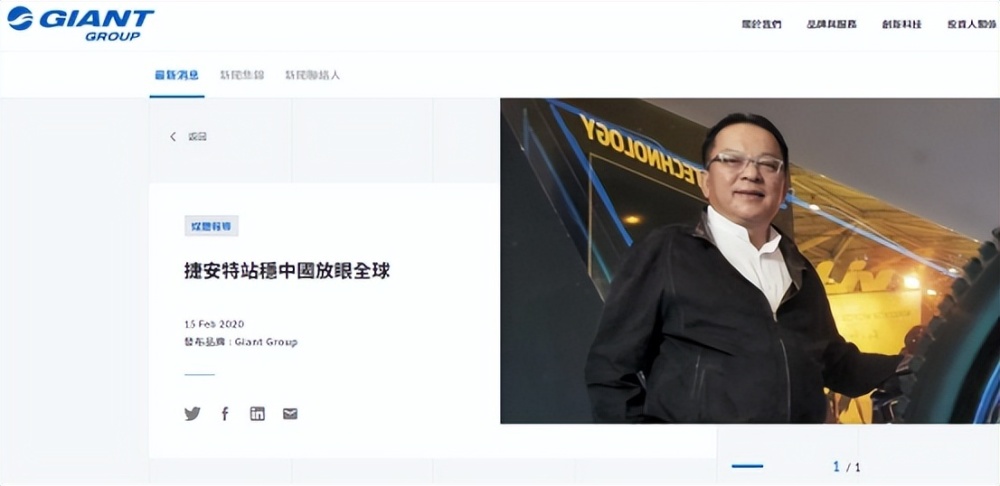 GIANT
GROUP
關於我們
品牌與服務
創新科技
投資人關係
最新消息
新聞焦錄
新聞聯絡人
返回
媒體報導
捷安特站穩中國放眼全球
15 Feb 2020
發布品牌：Giant Group
TECHNOLOGY
1 / 1